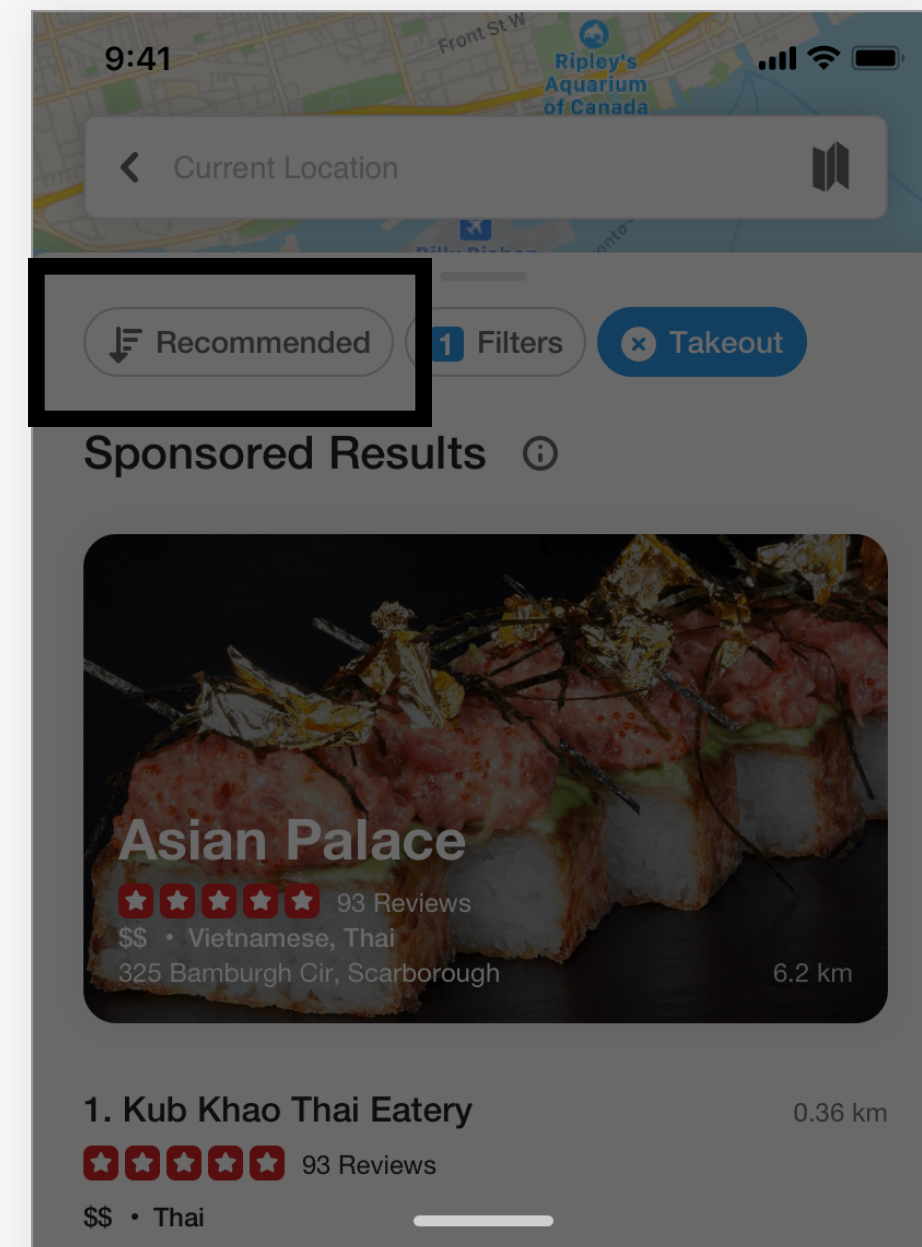 9:41
Front St W
Ripley's
Aquarium
of Canada
Current Location
Billy Bishop
Recommended
1 Filters
Takeout
Sponsored Results
Asian Palace
93 Reviews
$$ • Vietnamese, Thai
325 Bamburgh Cir, Scarborough
6.2 km
1. Kub Khao Thai Eatery
0.36 km
93 Reviews
$$ • Thai